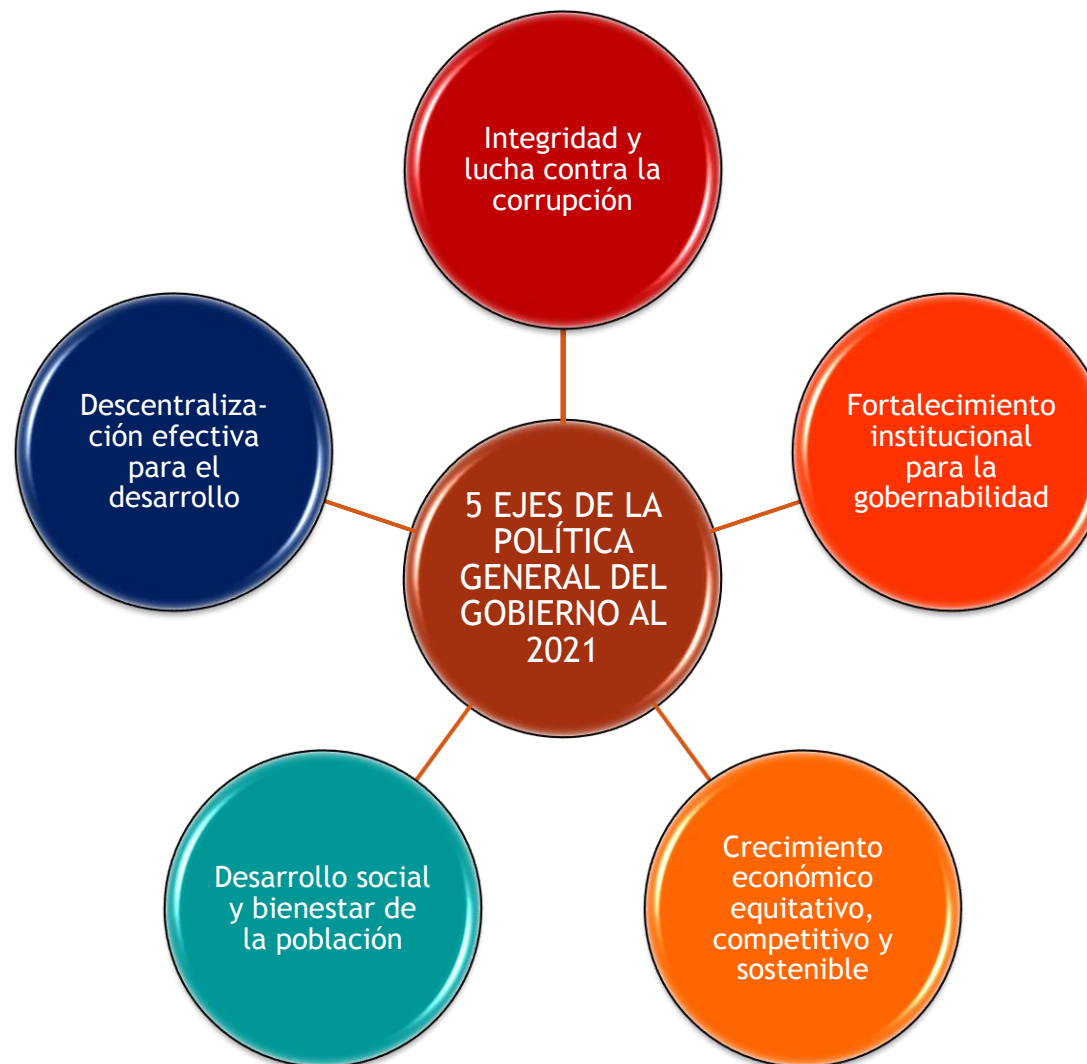 Integridad y
lucha contra la
corrupción
Fortalecimiento
institucional
para la
gobernabilidad
Crecimiento
económico
equitativo,
competitivo y
sostenible
Desarrollo social
y bienestar de
la población
Descentraliza-
ción efectiva
para el
desarrollo
5 EJES DE LA
POLÍTICA
GENERAL DEL
GOBIERNO AL
2021